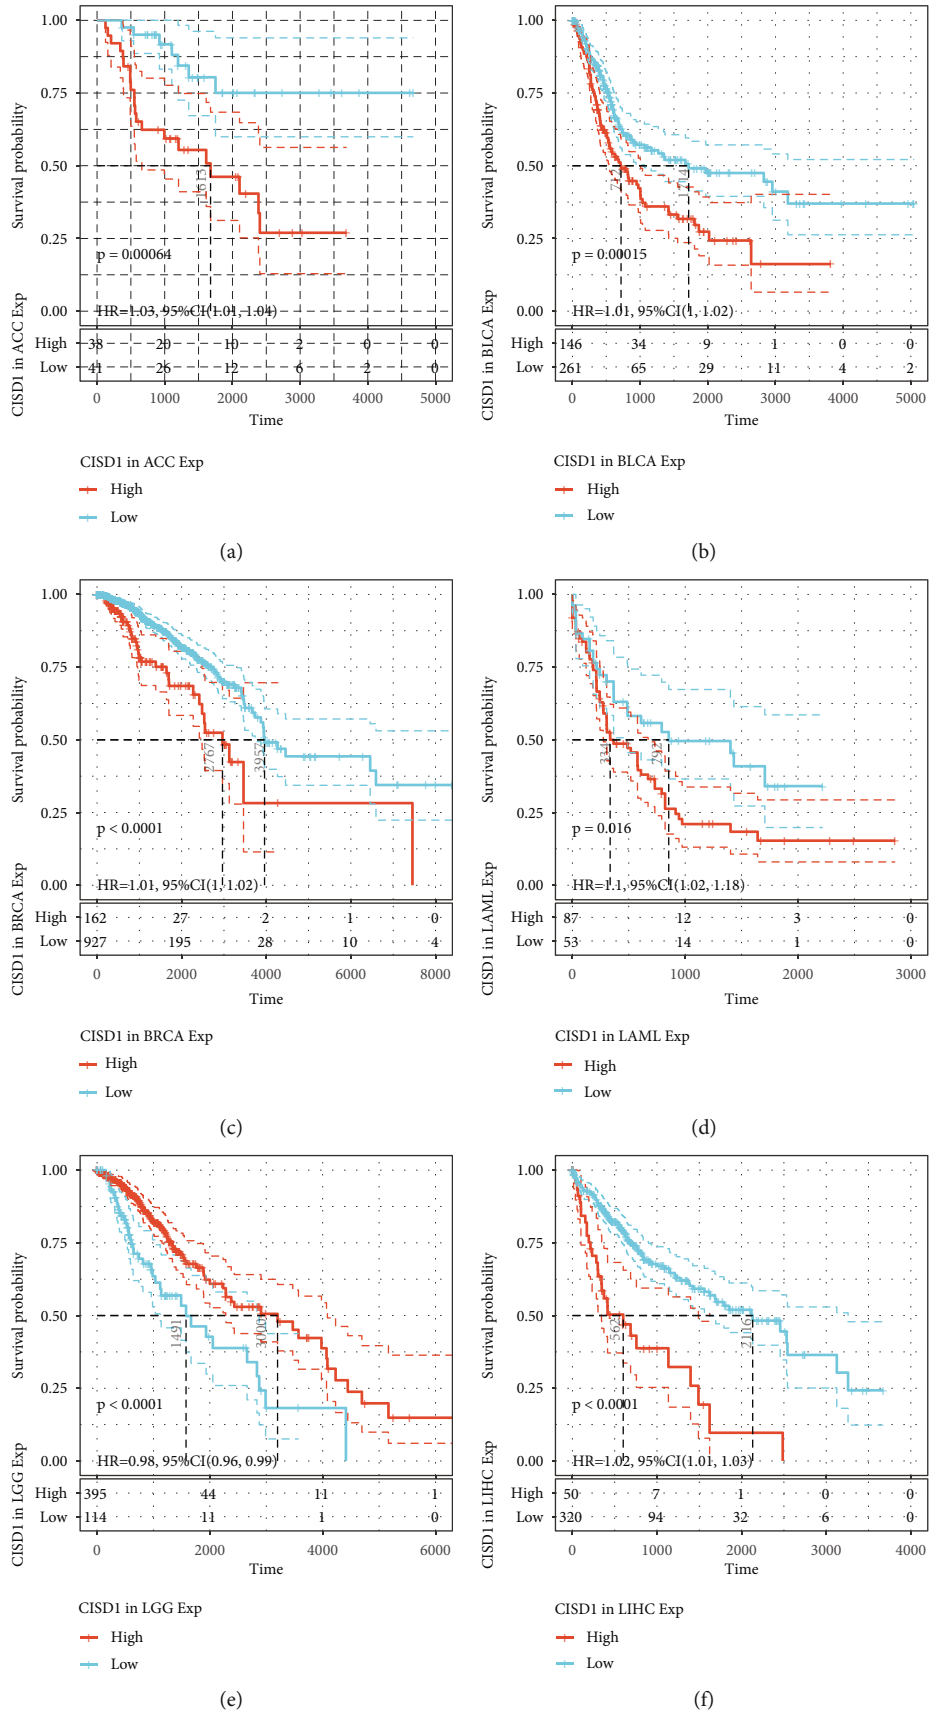 1.00
0.75
0.50
0.25
0.00
Survival probability
1613
p = 0.00064
HR=1.03, 95%CI(1.01, 1.04)
CISD1 in ACC Exp
High 38 20 10 2 0 0
Low 41 26 12 6 2 0
0 1000 2000 3000 4000 5000
Time
CISD1 in ACC Exp
High
Low
(a)
1.00
0.75
0.50
0.25
0.00
Survival probability
1714
p = 0.00015
HR=1.01, 95%CI(1, 1.02)
CISD1 in BLCA Exp
High 146 34 9 1 0 0
Low 261 65 29 11 4 2
0 1000 2000 3000 4000 5000
Time
CISD1 in BLCA Exp
High
Low
(b)
1.00
0.75
0.50
0.25
0.00
Survival probability
2767
3957
p < 0.0001
HR=1.01, 95%CI(1, 1.02)
CISD1 in BRCA Exp
High 162 27 2 1 0
Low 927 195 28 10 4
0 2000 4000 6000 8000
Time
CISD1 in BRCA Exp
High
Low
(c)
1.00
0.75
0.50
0.25
0.00
Survival probability
334
792
p = 0.016
HR=1.1, 95%CI(1.02, 1.18)
CISD1 in LAML Exp
High 87 12 3 0
Low 53 14 1 0
0 1000 2000 3000
Time
CISD1 in LAML Exp
High
Low
(d)
1.00
0.75
0.50
0.25
0.00
Survival probability
1491
3000
p < 0.0001
HR=0.98, 95%CI(0.96, 0.99)
CISD1 in LGG Exp
High 395 44 11 1
Low 114 11 1 0
0 2000 4000 6000
Time
CISD1 in LGG Exp
High
Low
(e)
1.00
0.75
0.50
0.25
0.00
Survival probability
562
2116
p < 0.0001
HR=1.02, 95%CI(1.01, 1.03)
CISD1 in LIHC Exp
High 50 7 1 0 0
Low 320 94 32 6 0
0 1000 2000 3000 4000
Time
CISD1 in LIHC Exp
High
Low
(f)